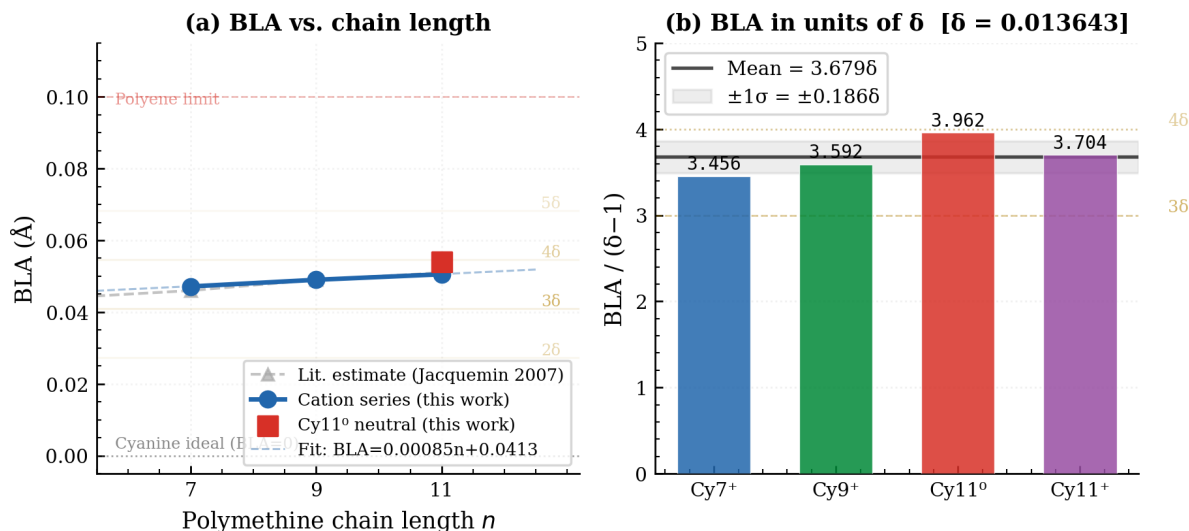 (a) BLA vs. chain length
BLA (Å)
0.10
0.08
0.06
0.04
0.02
0.00
Polyene limit
5δ
4δ
3δ
2δ
Cyanine ideal (BLA=0)
Lit. estimate (Jacquemin 2007)
Cation series (this work)
Cy11⁰ neutral (this work)
Fit: BLA=0.00085n+0.0413
7
9
11
Polymethine chain length n
(b) BLA in units of δ [δ = 0.013643]
BLA / (δ−1)
5
4
3
2
1
0
Mean = 3.679δ
±1σ = ±0.186δ
3.456
3.592
3.962
3.704
4δ
3δ
Cy7⁺
Cy9⁺
Cy11⁰
Cy11⁺